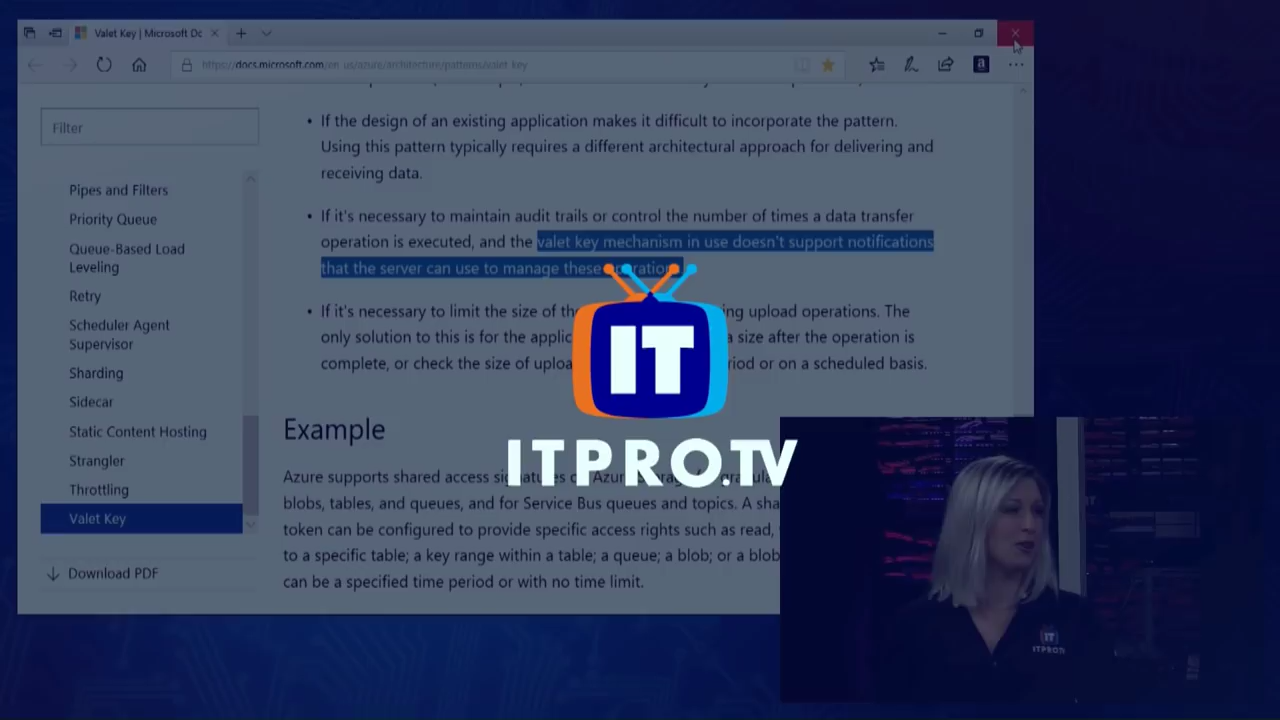 Valet Key | Microsoft Dc
https://docs.microsoft.com/en-us/azure/architecture/patterns/valet-key
Filter
Pipes and Filters
Priority Queue
Queue-Based Load
Leveling
Retry
Scheduler Agent
Supervisor
Sharding
Sidecar
Static Content Hosting
Strangler
Throttling
Valet Key
Download PDF
• If the design of an existing application makes it difficult to incorporate the pattern.
Using this pattern typically requires a different architectural approach for delivering and
receiving data.
• If it's necessary to maintain audit trails or control the number of times a data transfer
operation is executed, and the valet key mechanism in use doesn't support notifications
that the server can use to manage these
• If it's necessary to limit the size of the upload operations. The
only solution to this is for the a size after the operation is
complete, or check the size of or on a scheduled basis.
Example
Azure supports shared access
blobs, tables, and queues, and for Service Bus queues and topics. A
token can be configured to provide specific access rights such as read,
to a specific table; a key range within a table; a queue; a blob; or a blob
can be a specified time period or with no time limit.
IT
ITPRO.TV
IT
ITPROTV